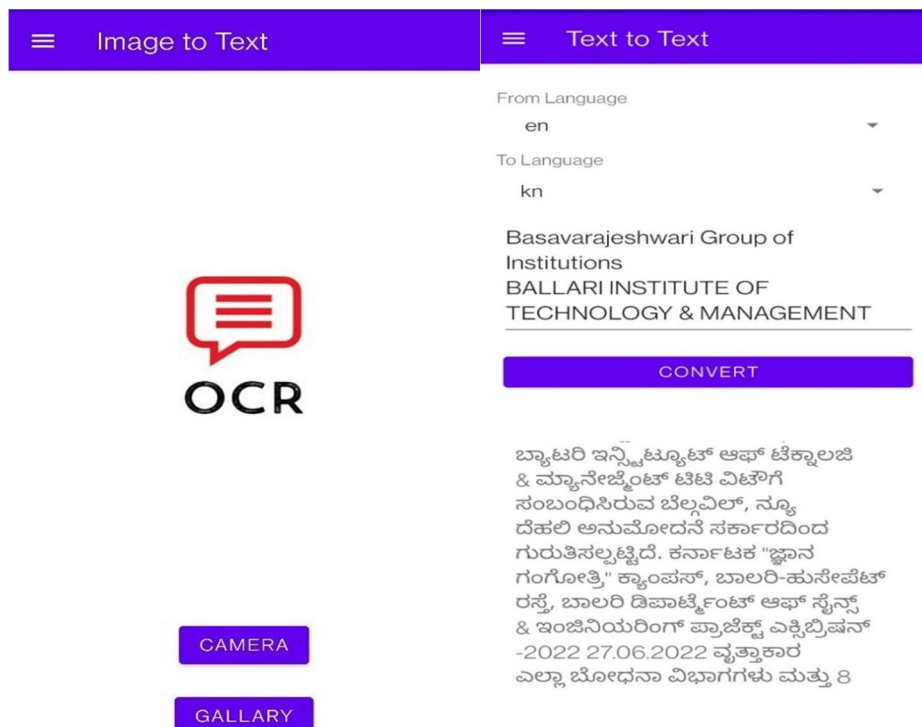 Image to Text
OCR
CAMERA
GALLARY
Text to Text
From Language
en
To Language
kn
Basavarajeshwari Group of
Institutions
BALLARI INSTITUTE OF
TECHNOLOGY & MANAGEMENT
CONVERT
ಬ್ಯಾಟರಿ ಇನ್ಸ್ಟಿಟ್ಯೂಟ್ ಆಫ್ ಟೆಕ್ನಾಲಜಿ
& ಮ್ಯಾನೇಜ್ಮೆಂಟ್ ಟಿಟಿ ವಿಟೌಗೆ
ಸಂಬಂಧಿಸಿರುವ ಬೆಲ್ಗವಿಲ್, ನ್ಯೂ
ದೆಹಲಿ ಅನುಮೋದನೆ ಸರ್ಕಾರದಿಂದ
ಗುರುತಿಸಲ್ಪಟ್ಟಿದೆ. ಕರ್ನಾಟಕ "ಜ್ಞಾನ
ಗಂಗೋತ್ರಿ" ಕ್ಯಾಂಪಸ್, ಬಾಲರಿ-ಹುಸೇಪೆಟ್
ರಸ್ತೆ, ಬಾಲರಿ ಡಿಪಾರ್ಟ್ಮೆಂಟ್ ಆಫ್ ಸೈನ್ಸ್
& ಇಂಜಿನಿಯರಿಂಗ್ ಪ್ರಾಜೆಕ್ಟ್ ಎಕ್ಸಿಬ್ರಿಷನ್
-2022 27.06.2022 ವೃತ್ತಾಕಾರ
ಎಲ್ಲಾ ಬೋಧನಾ ವಿಭಾಗಗಳು ಮತ್ತು 8